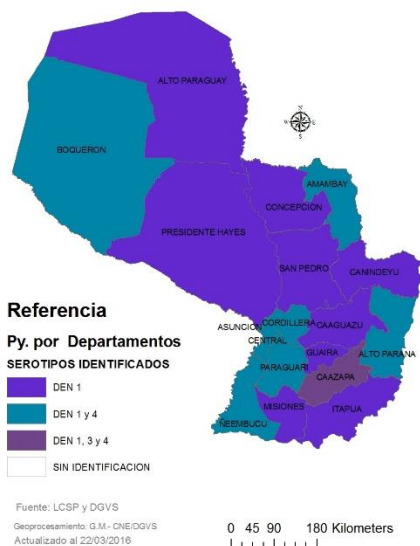 ALTO PARAGUAY
BOQUERON
AMAMBAY
CONCEPCION
PRESIDENTE HAYES
SAN PEDRO
CANINDEYU
Referencia
Py. por Departamentos
SEROTIPOS IDENTIFICADOS
DEN 1
DEN 1 y 4
DEN 1, 3 y 4
SIN IDENTIFICACION
ASUNCION
CORDILLERA
CENTRAL
CAAGUAZU
GUAIRA
ALTO PARANA
PARAGUARI
CAAZAPA
MISIONES
ITAPUA
ÑEEMBUCU
Fuente: LCSP y DGVS
Geoprocesamiento: G.M.- CNE/DGVS
Actualizado al 22/03/2016
0 45 90 180 Kilometers